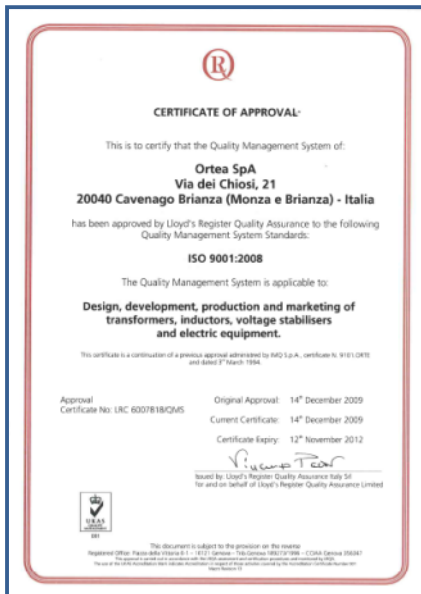 CERTIFICATE OF APPROVAL
This is to certify that the Quality Management System of:
Ortea SpA
Via dei Chiosi, 21
20040 Cavenago Brianza (Monza e Brianza) - Italia
has been approved by Lloyd's Register Quality Assurance to the following
Quality Management System Standards:
ISO 9001:2008
The Quality Management System is applicable to:
Design, development, production and marketing of
transformers, inductors, voltage stabilisers
and electric equipment.
This certificate is a continuation of a previous approval administered by IMQ S.p.A., certificate N. 9101.ORTE
and dated 3rd March 1994.
Approval
Certificate No: LRC 6007818/QMS
Original Approval: 14th December 2009
Current Certificate: 14th December 2009
Certificate Expiry: 12th November 2012
Issued by: Lloyd's Register Quality Assurance Italy Srl
for and on behalf of Lloyd's Register Quality Assurance Limited
UKAS
001
This document is subject to the provision on the reverse